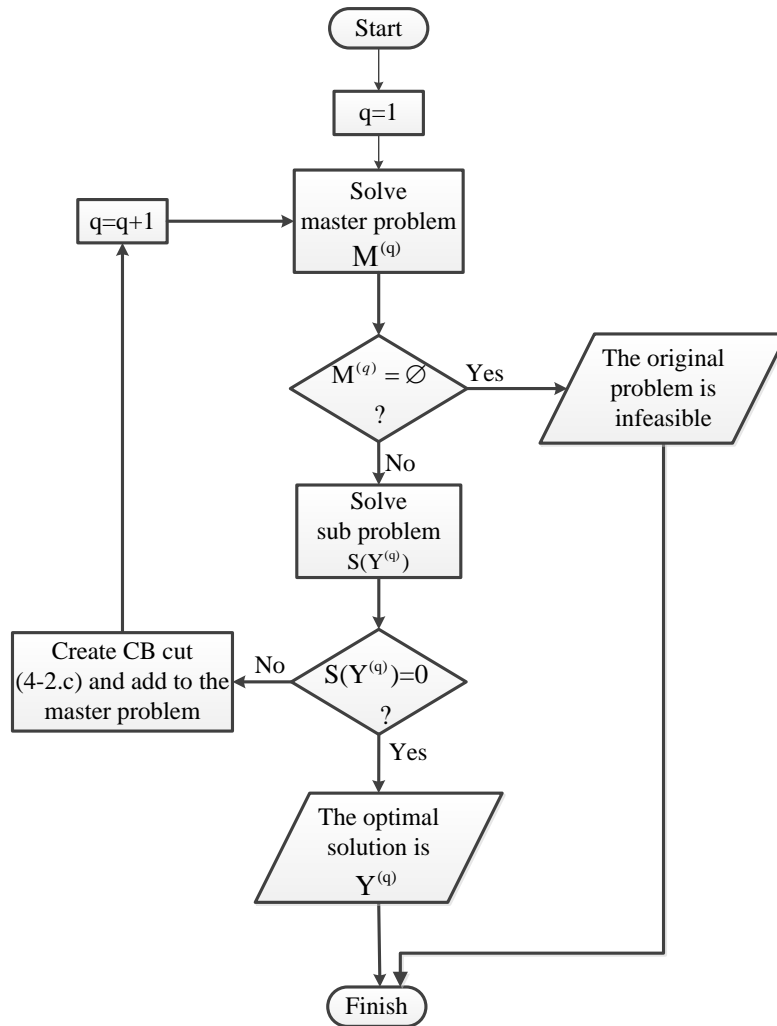 Start
q=1
Solve
master problem
M^(q)
q=q+1
M^(q) = ∅
?
Yes
The original
problem is
infeasible
No
Solve
sub problem
S(Y^(q))
S(Y^(q))=0
?
No
Create CB cut
(4-2.c) and add to the
master problem
Yes
The optimal
solution is
Y^(q)
Finish